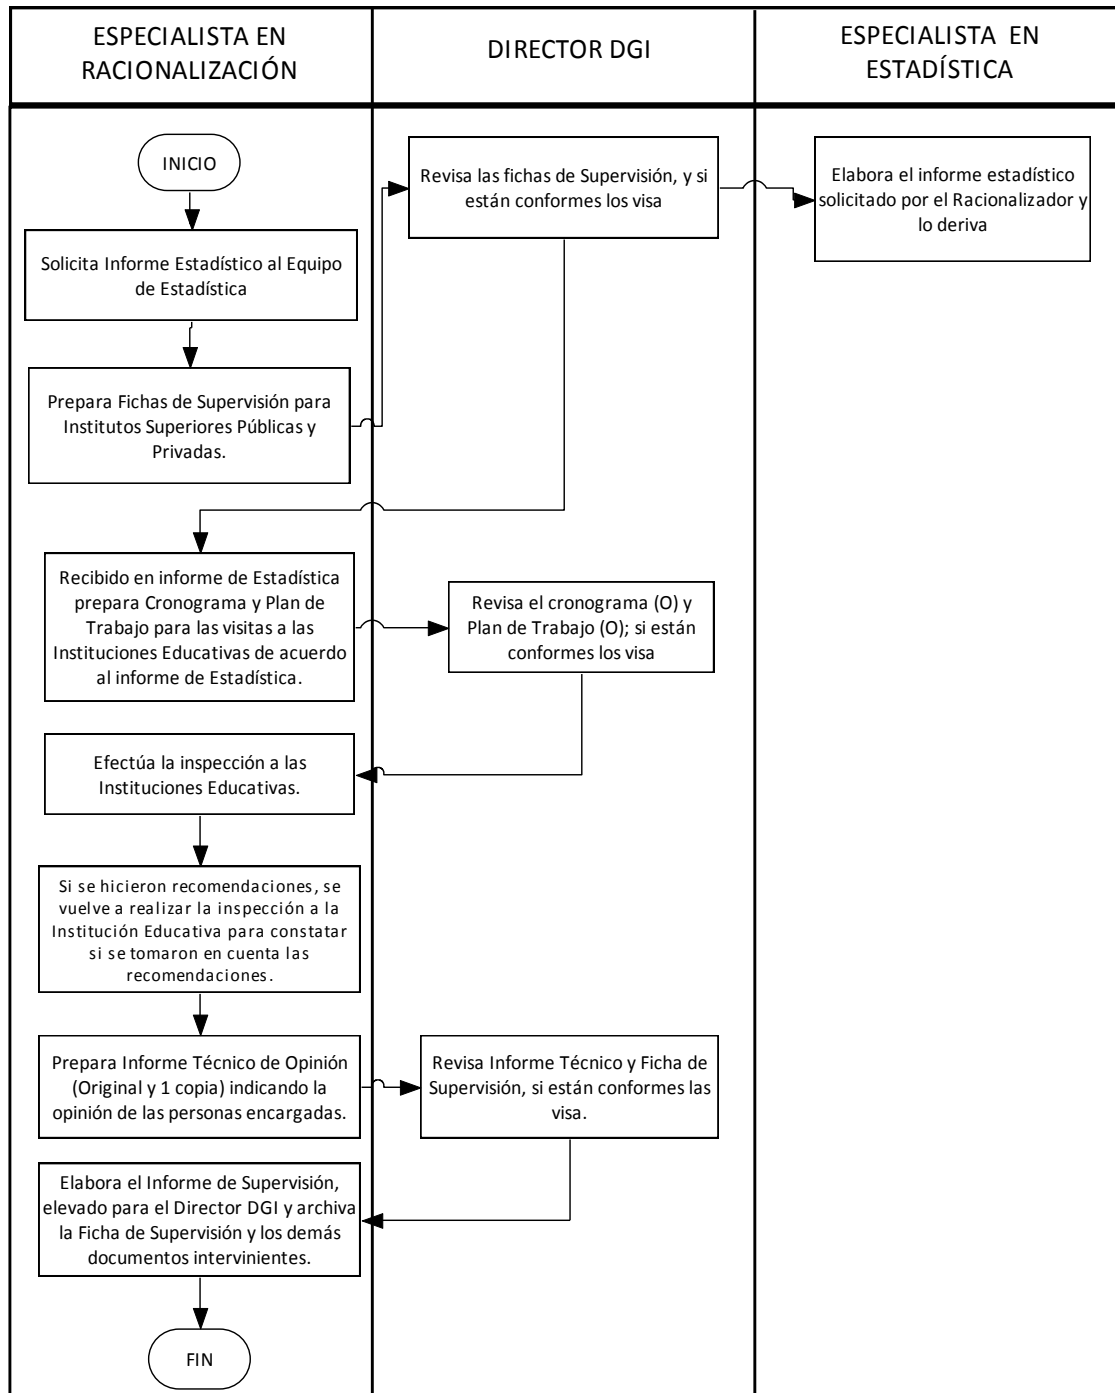 ESPECIALISTA EN
RACIONALIZACIÓN
DIRECTOR DGI
ESPECIALISTA EN
ESTADÍSTICA
INICIO
Solicita Informe Estadístico al Equipo
de Estadística
Prepara Fichas de Supervisión para
Institutos Superiores Públicas y
Privadas.
Revisa las fichas de Supervisión, y si
están conformes los visa
Elabora el informe estadístico
solicitado por el Racionalizador y
lo deriva
Recibido en informe de Estadística
prepara Cronograma y Plan de
Trabajo para las visitas a las
Instituciones Educativas de acuerdo
al informe de Estadística.
Revisa el cronograma (O) y
Plan de Trabajo (O); si están
conformes los visa
Efectúa la inspección a las
Instituciones Educativas.
Si se hicieron recomendaciones, se
vuelve a realizar la inspección a la
Institución Educativa para constatar
si se tomaron en cuenta las
recomendaciones.
Prepara Informe Técnico de Opinión
(Original y 1 copia) indicando la
opinión de las personas encargadas.
Revisa Informe Técnico y Ficha de
Supervisión, si están conformes las
visa.
Elabora el Informe de Supervisión,
elevado para el Director DGI y archiva
la Ficha de Supervisión y los demás
documentos intervinientes.
FIN